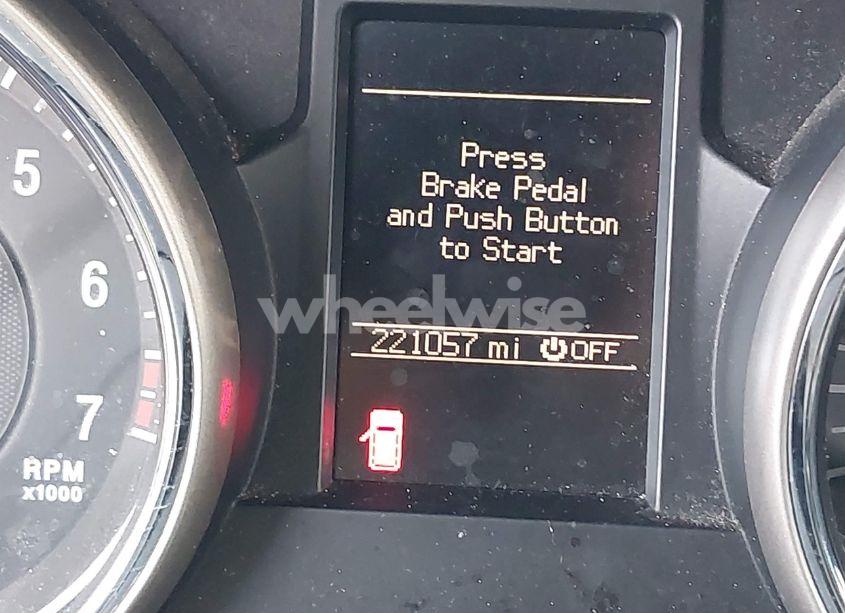 5
6
7
RPM
x1000
Press
Brake Pedal
and Push Button
to Start
wheelwise
221057 mi OFF